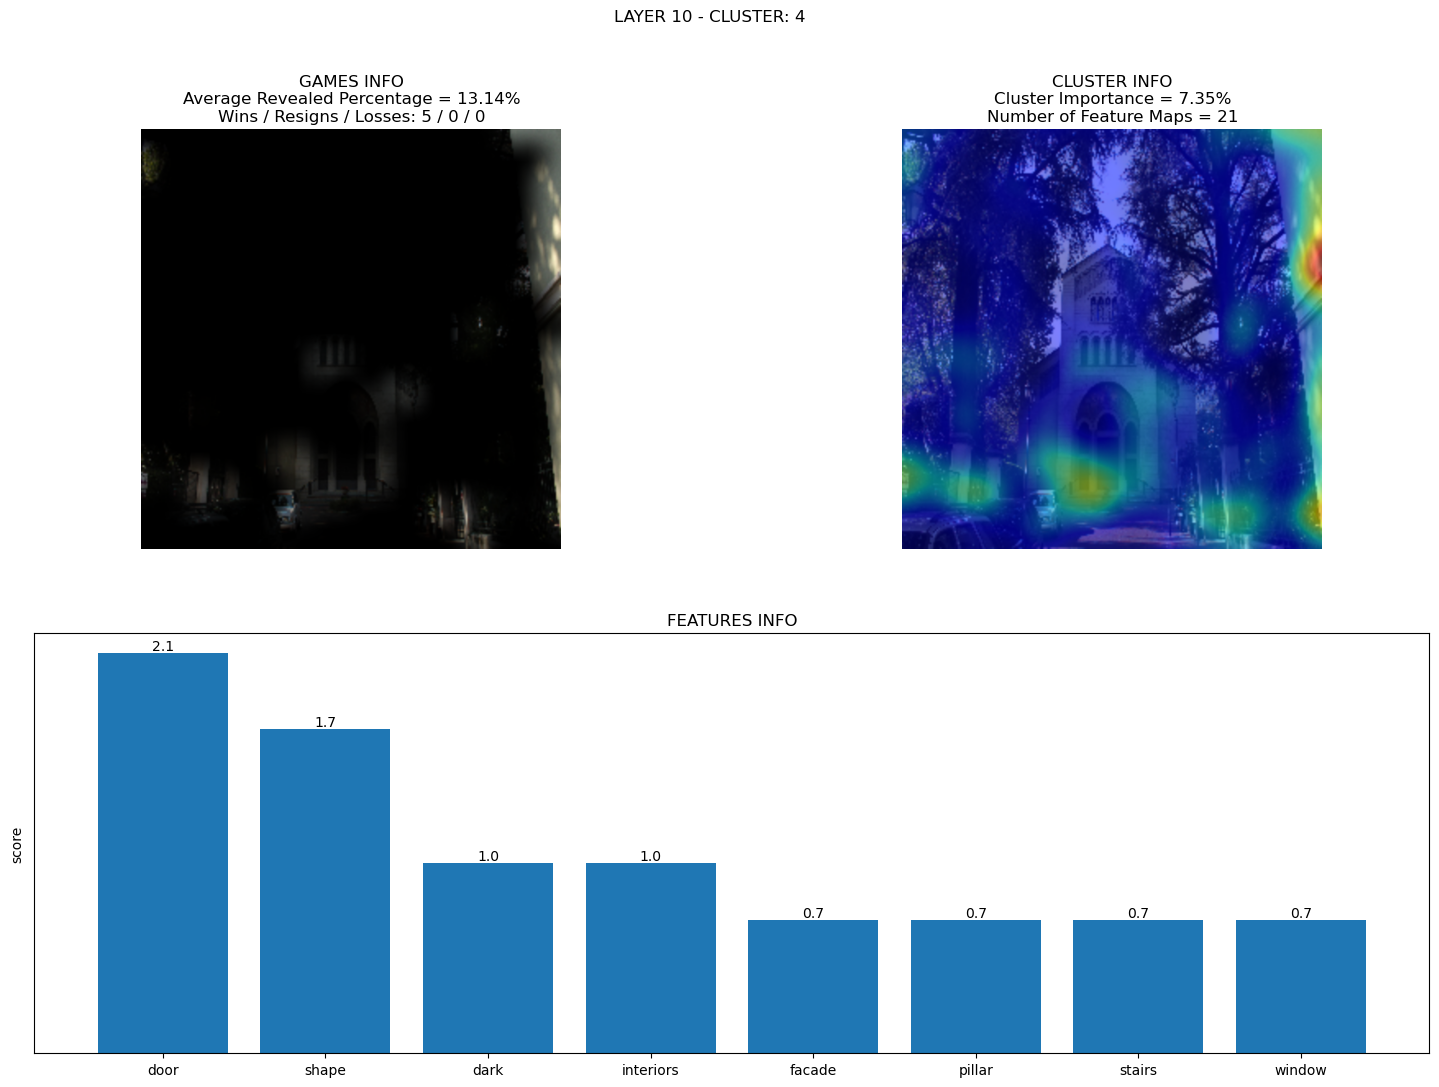 LAYER 10 - CLUSTER: 4
GAMES INFO
Average Revealed Percentage = 13.14%
Wins / Resigns / Losses: 5 / 0 / 0
CLUSTER INFO
Cluster Importance = 7.35%
Number of Feature Maps = 21
FEATURES INFO
score
2.1
1.7
1.0
1.0
0.7
0.7
0.7
0.7
door
shape
dark
interiors
facade
pillar
stairs
window